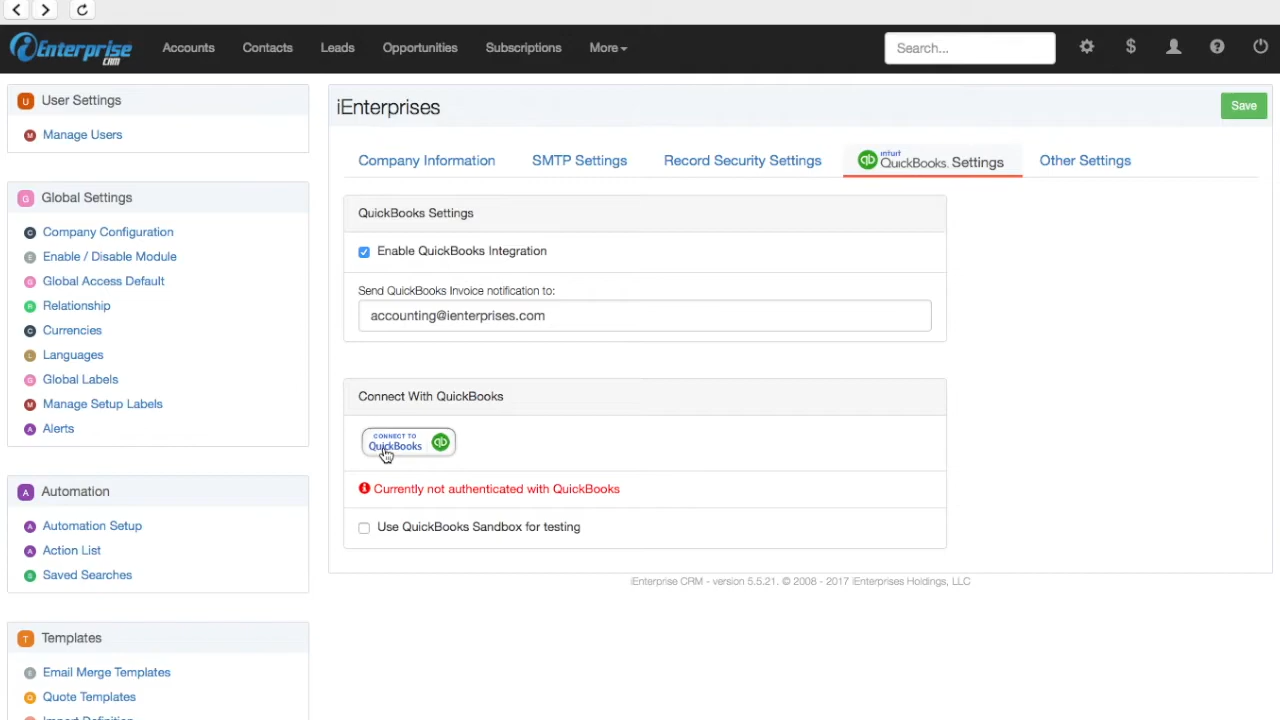 iEnterprise CRM
Accounts Contacts Leads Opportunities Subscriptions More
Search...
$
?
U User Settings
M Manage Users
G Global Settings
C Company Configuration
E Enable / Disable Module
G Global Access Default
R Relationship
C Currencies
L Languages
G Global Labels
M Manage Setup Labels
A Alerts
A Automation
A Automation Setup
A Action List
S Saved Searches
T Templates
E Email Merge Templates
Q Quote Templates
Import Definition
iEnterprises
Save
Company Information SMTP Settings Record Security Settings qb intuit QuickBooks. Settings Other Settings
QuickBooks Settings
Enable QuickBooks Integration
Send QuickBooks Invoice notification to:
accounting@ienterprises.com
Connect With QuickBooks
CONNECT TO
QuickBooks qb
Currently not authenticated with QuickBooks
Use QuickBooks Sandbox for testing
iEnterprise CRM - version 5.5.21. © 2008 - 2017 iEnterprises Holdings, LLC